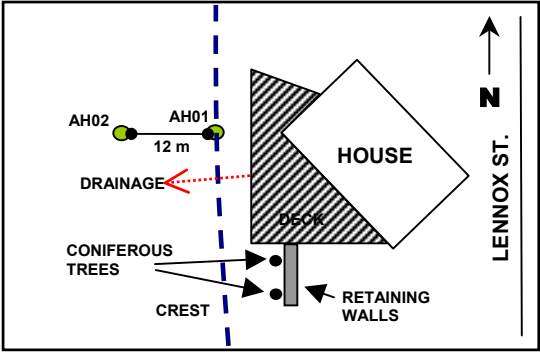 N
AH02
AH01
12 m
HOUSE
LENNOX ST.
DRAINAGE
DECK
CONIFEROUS
TREES
CREST
RETAINING
WALLS